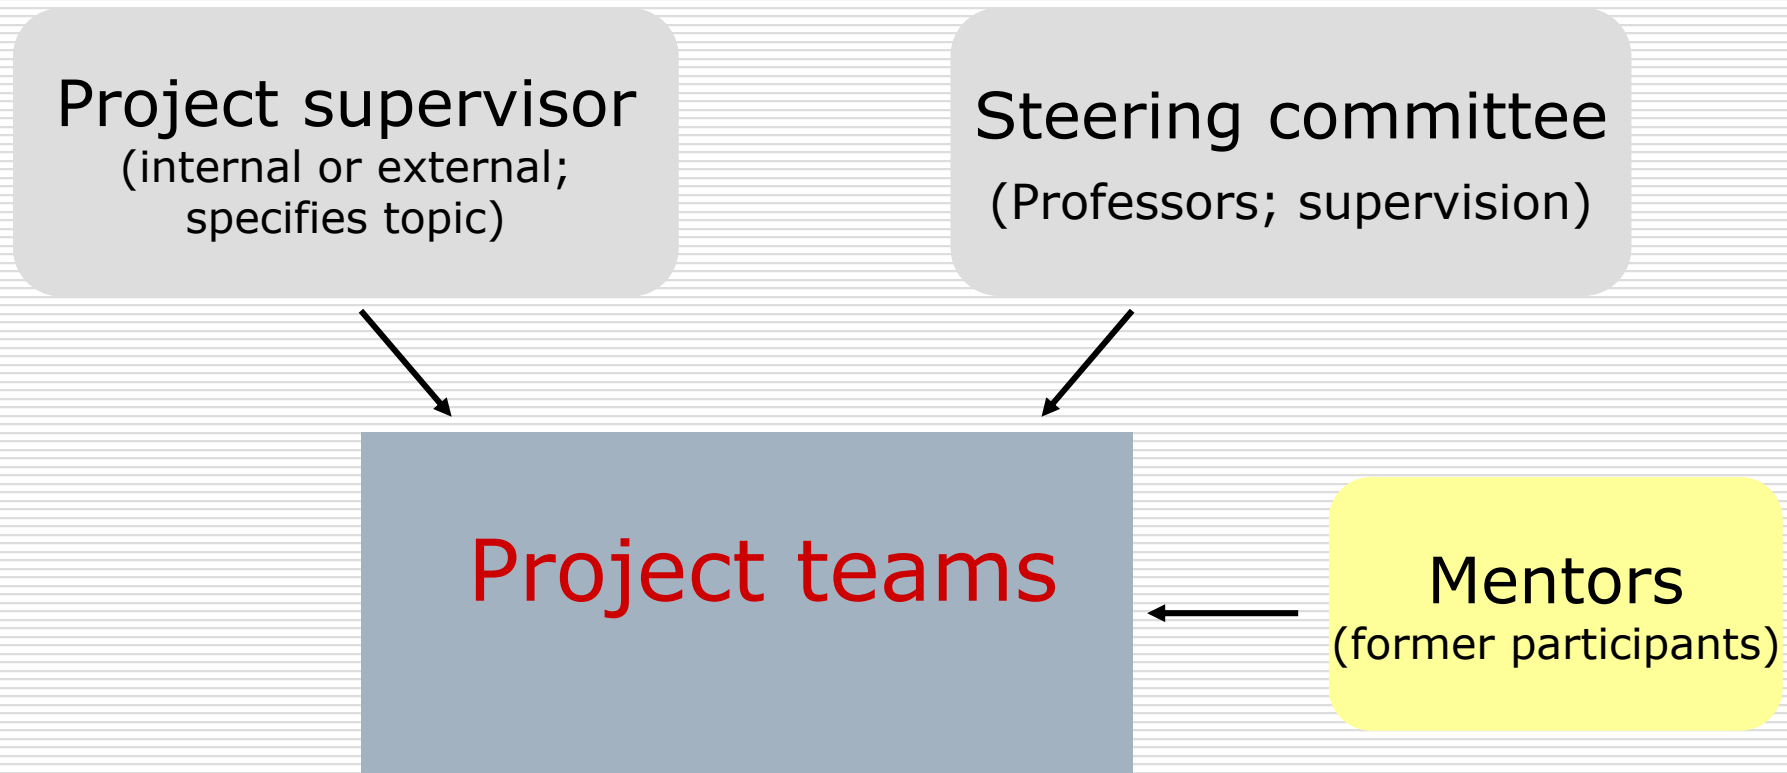 Project supervisor
(internal or external;
specifies topic)
Steering committee
(Professors; supervision)
Project teams
Mentors
(former participants)